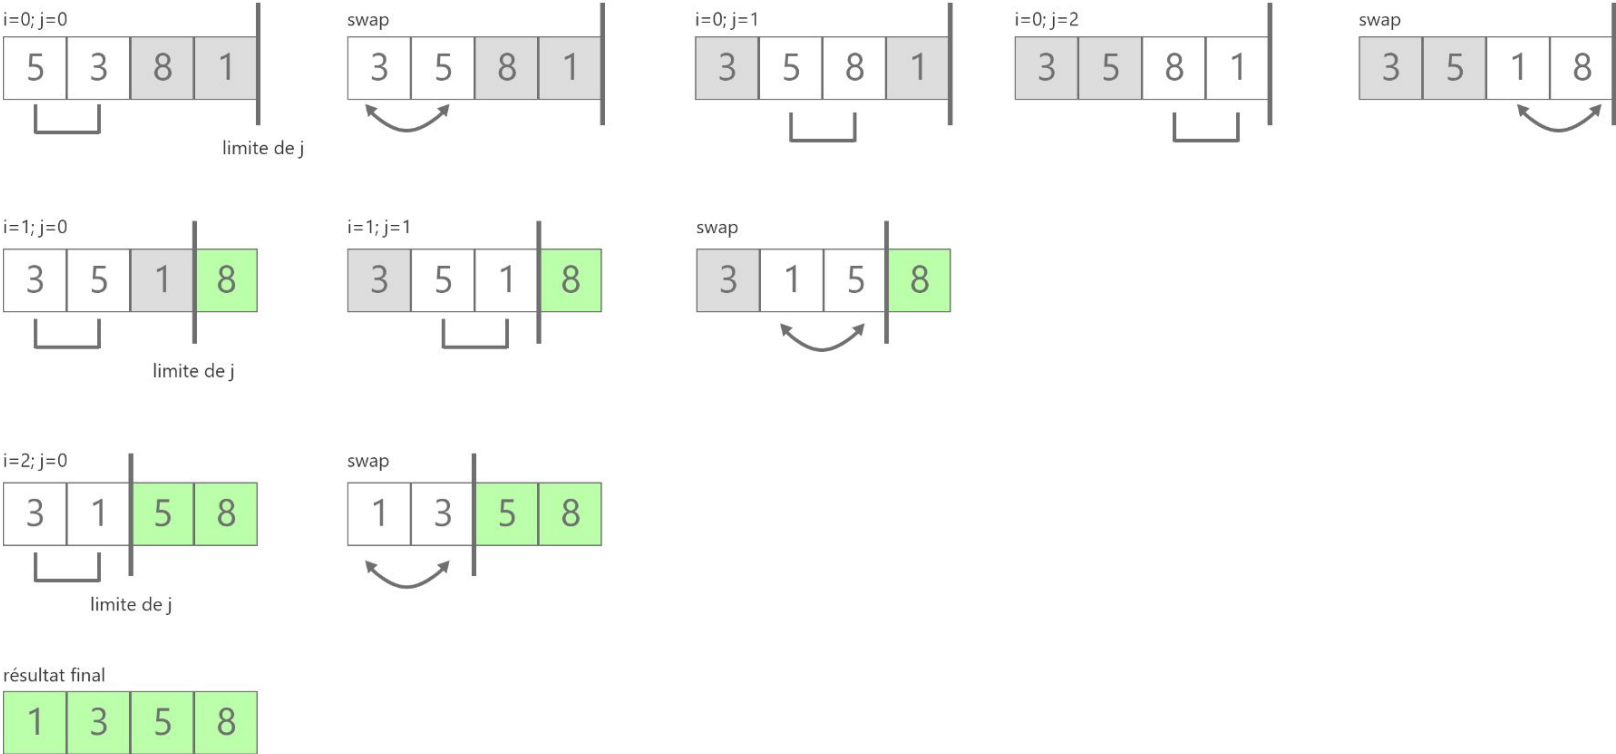 i=0; j=0 swap i=0; j=1 i=0; j=2 swap
5 3 8 1 3 5 8 1 3 5 8 1 3 5 8 1 3 5 1 8
limite de j
i=1; j=0 i=1; j=1 swap
3 5 1 8 3 5 1 8 3 1 5 8
limite de j
i=2; j=0 swap
3 1 5 8 1 3 5 8
limite de j
résultat final
1 3 5 8